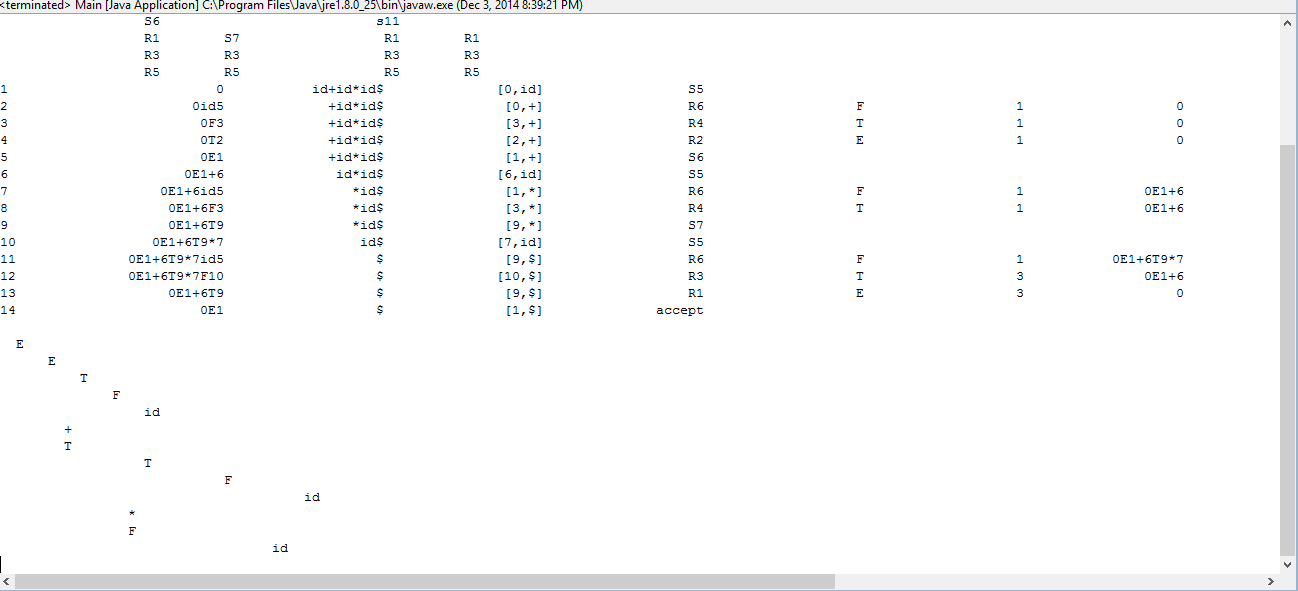 <terminated> Main [Java Application] C:\Program Files\Java\jre1.8.0_25\bin\javaw.exe (Dec 3, 2014 8:39:21 PM)
S6 s11
R1 S7 R1 R1
R3 R3 R3 R3
R5 R5 R5 R5
1 0 id+id*id$ [0,id] S5
2 0id5 +id*id$ [0,+] R6 F 1 0
3 0F3 +id*id$ [3,+] R4 T 1 0
4 0T2 +id*id$ [2,+] R2 E 1 0
5 0E1 +id*id$ [1,+] S6
6 0E1+6 id*id$ [6,id] S5
7 0E1+6id5 *id$ [1,*] R6 F 1 0E1+6
8 0E1+6F3 *id$ [3,*] R4 T 1 0E1+6
9 0E1+6T9 *id$ [9,*] S7
10 0E1+6T9*7 id$ [7,id] S5
11 0E1+6T9*7id5 $ [9,$] R6 F 1 0E1+6T9*7
12 0E1+6T9*7F10 $ [10,$] R3 T 3 0E1+6
13 0E1+6T9 $ [9,$] R1 E 3 0
14 0E1 $ [1,$] accept
E
E
T
F
id
+
T
T
F
id
*
F
id